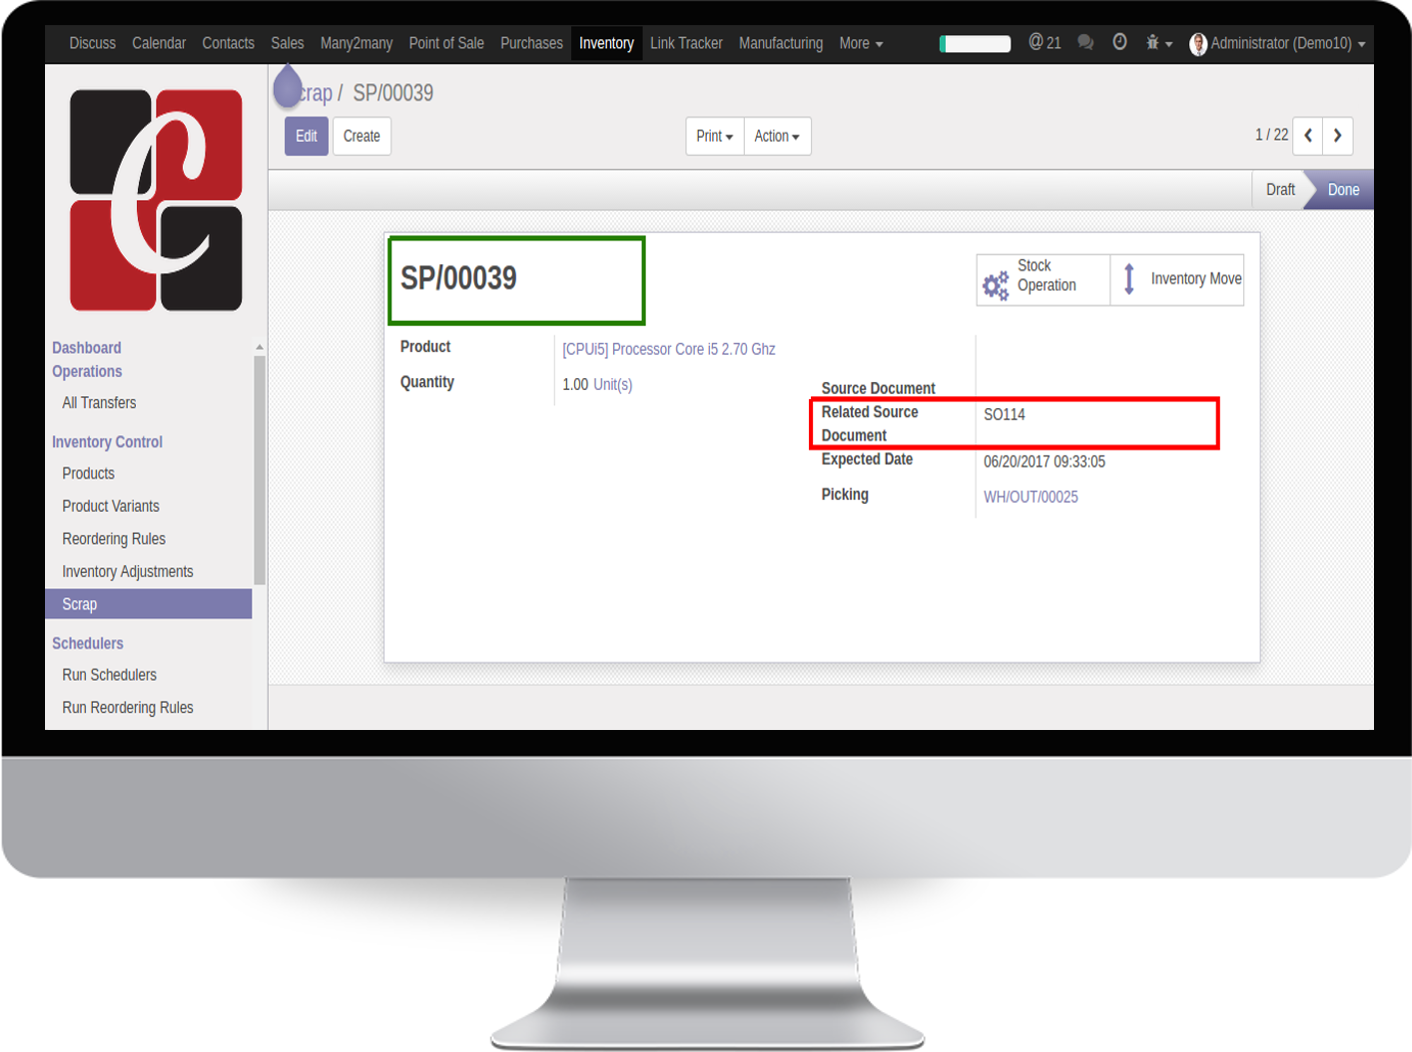 Discuss Calendar Contacts Sales Many2many Point of Sale Purchases Inventory Link Tracker Manufacturing More @ 21 Administrator (Demo10)
crap / SP/00039
Edit Create Print Action 1 / 22
Draft Done
SP/00039
Stock
Operation
Inventory Move
Product [CPUi5] Processor Core i5 2.70 Ghz
Quantity 1.00 Unit(s)
Source Document
Related Source
Document
SO114
Expected Date 06/20/2017 09:33:05
Picking WH/OUT/00025
C
Dashboard
Operations
All Transfers
Inventory Control
Products
Product Variants
Reordering Rules
Inventory Adjustments
Scrap
Schedulers
Run Schedulers
Run Reordering Rules